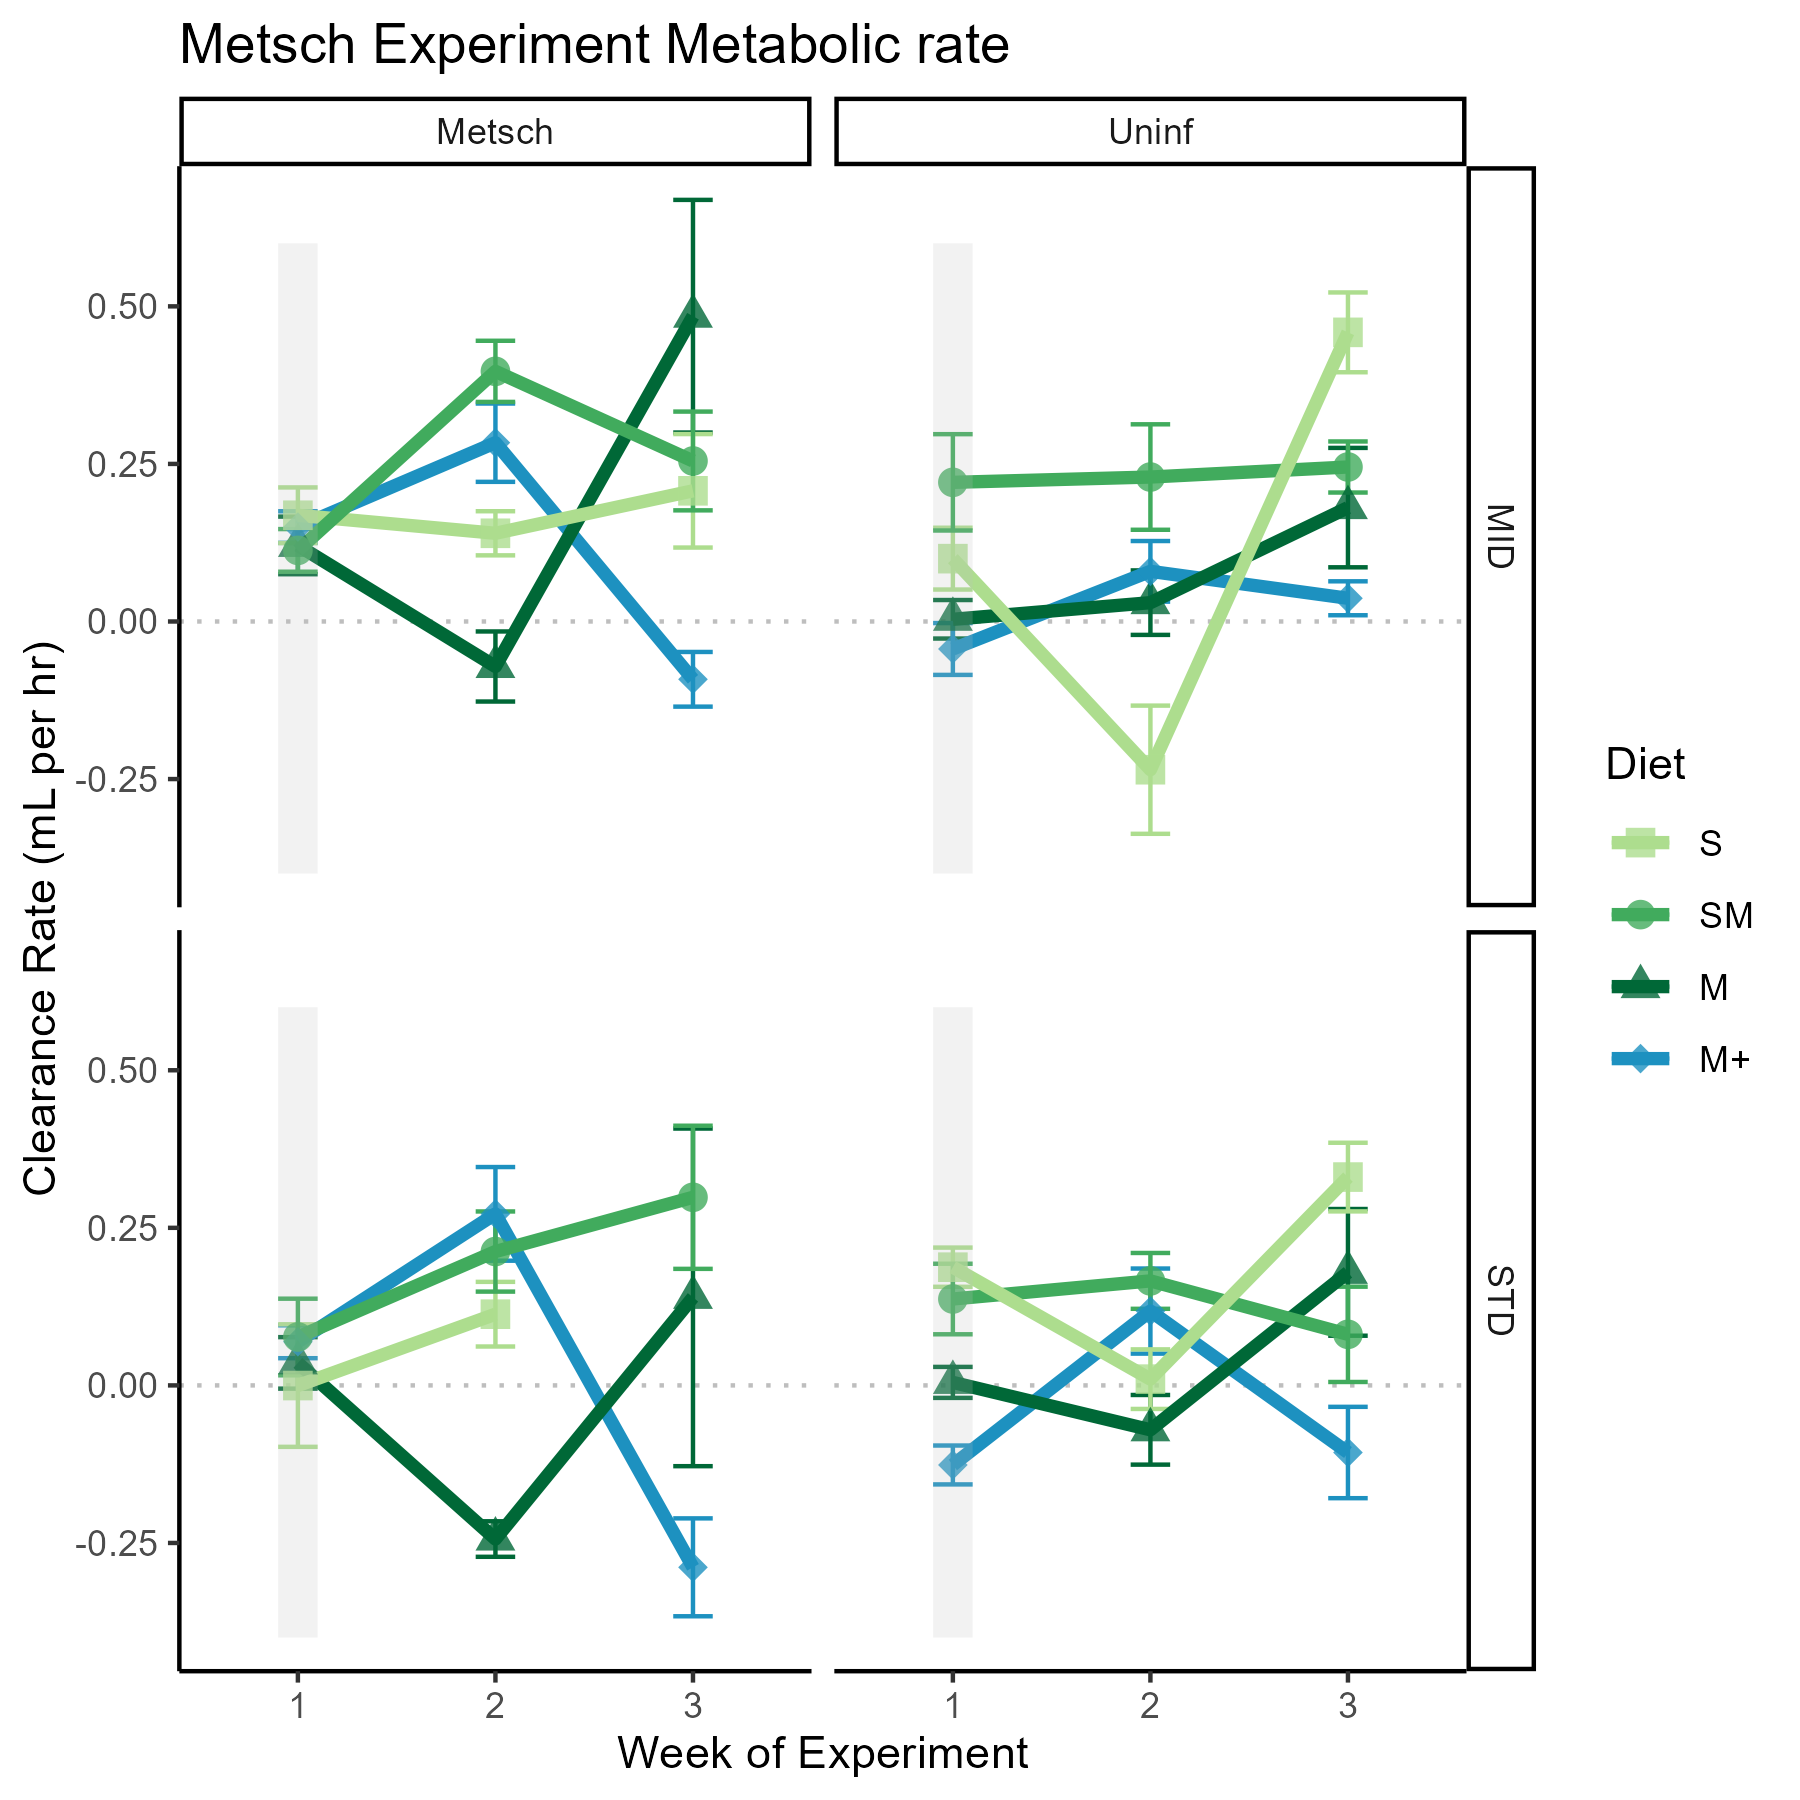 Metsch Experiment Metabolic rate
Metsch
Uninf
0.50
0.25
0.00
-0.25
MID
0.50
0.25
0.00
-0.25
STD
1
2
3
1
2
3
Week of Experiment
Clearance Rate (mL per hr)
Diet
S
SM
M
M+